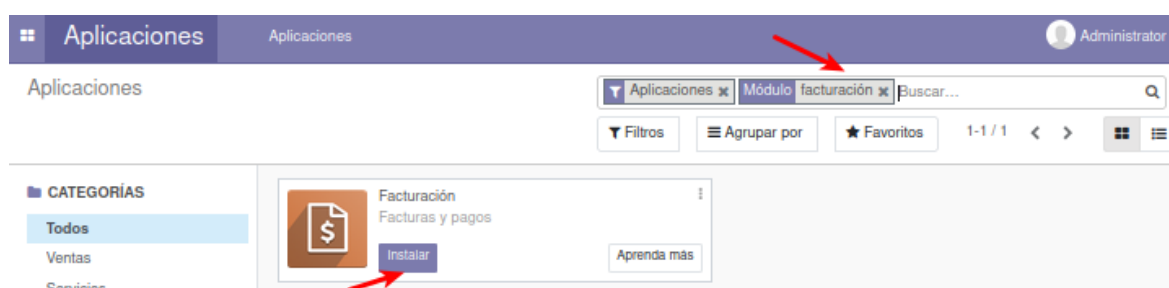 Aplicaciones Aplicaciones Administrator
Aplicaciones
Aplicaciones Módulo facturación Buscar...
Filtros Agrupar por Favoritos 1-1 / 1
CATEGORÍAS
Todos
Ventas
Servicios
Facturación
Facturas y pagos
Instalar Aprenda más